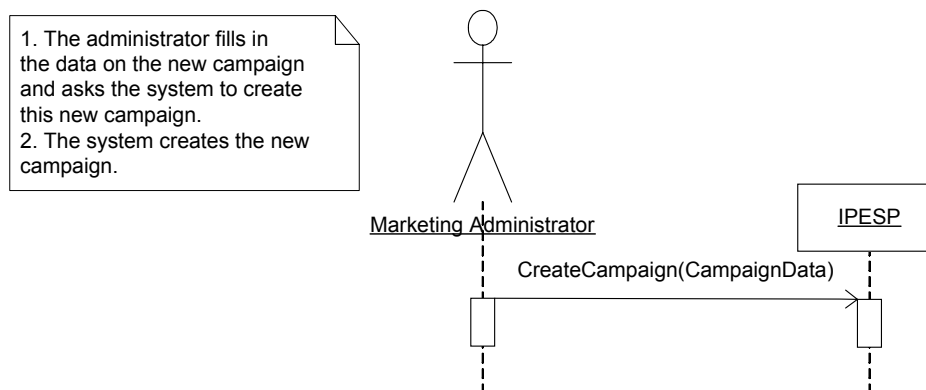 1. The administrator fills in
the data on the new campaign
and asks the system to create
this new campaign.
2. The system creates the new
campaign.
Marketing Administrator
IPESP
CreateCampaign(CampaignData)